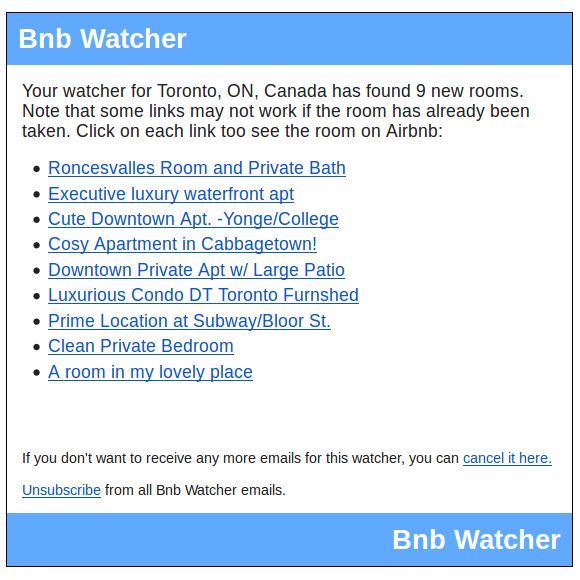 Bnb Watcher
Your watcher for Toronto, ON, Canada has found 9 new rooms.
Note that some links may not work if the room has already been
taken. Click on each link too see the room on Airbnb:
Roncesvalles Room and Private Bath
Executive luxury waterfront apt
Cute Downtown Apt. -Yonge/College
Cosy Apartment in Cabbagetown!
Downtown Private Apt w/ Large Patio
Luxurious Condo DT Toronto Furnshed
Prime Location at Subway/Bloor St.
Clean Private Bedroom
A room in my lovely place
If you don't want to receive any more emails for this watcher, you can cancel it here.
Unsubscribe from all Bnb Watcher emails.
Bnb Watcher